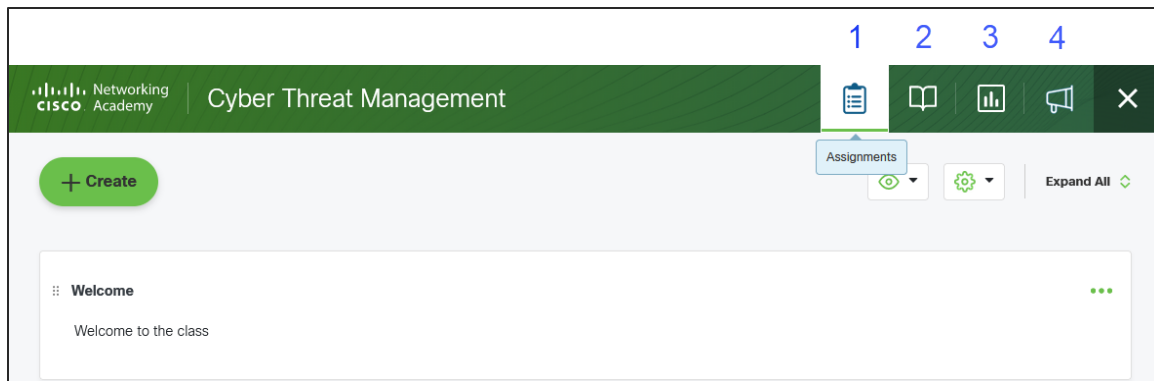 1 2 3 4
Networking
CISCO Academy
Cyber Threat Management
Assignments
+ Create
Expand All
Welcome
Welcome to the class